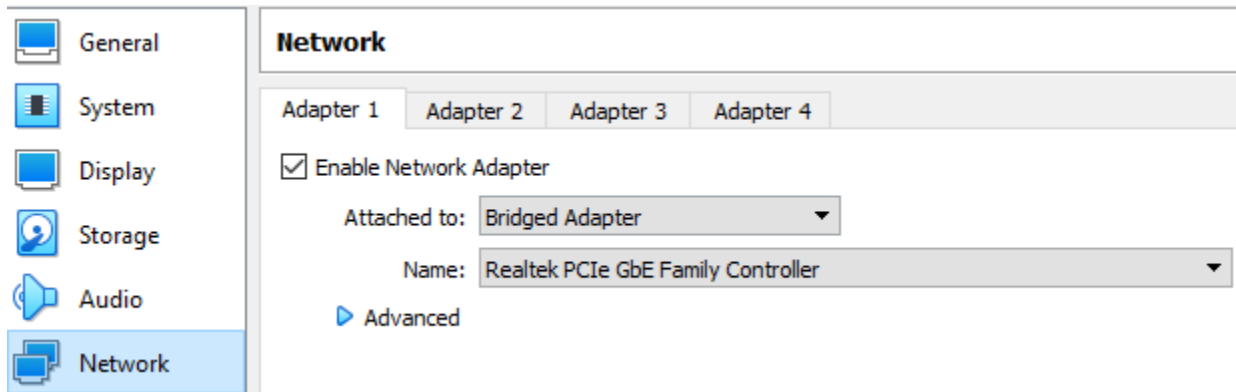 General
System
Display
Storage
Audio
Network
Network
Adapter 1 Adapter 2 Adapter 3 Adapter 4
Enable Network Adapter
Attached to: Bridged Adapter
Name: Realtek PCIe GbE Family Controller
Advanced